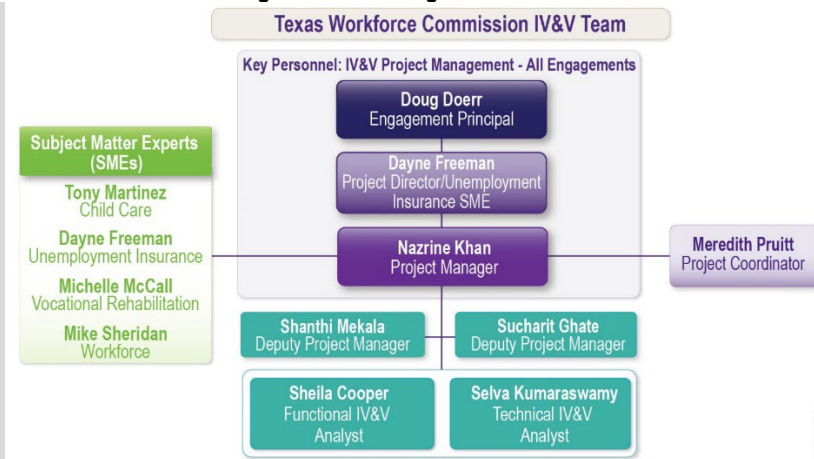 Texas Workforce Commission IV&V Team
Key Personnel: IV&V Project Management - All Engagements
Doug Doerr
Engagement Principal
Dayne Freeman
Project Director/Unemployment
Insurance SME
Nazrine Khan
Project Manager
Subject Matter Experts
(SMEs)
Tony Martinez
Child Care
Dayne Freeman
Unemployment Insurance
Michelle McCall
Vocational Rehabilitation
Mike Sheridan
Workforce
Meredith Pruitt
Project Coordinator
Shanthi Mekala
Deputy Project Manager
Sucharit Ghate
Deputy Project Manager
Sheila Cooper
Functional IV&V
Analyst
Selva Kumaraswamy
Technical IV&V
Analyst